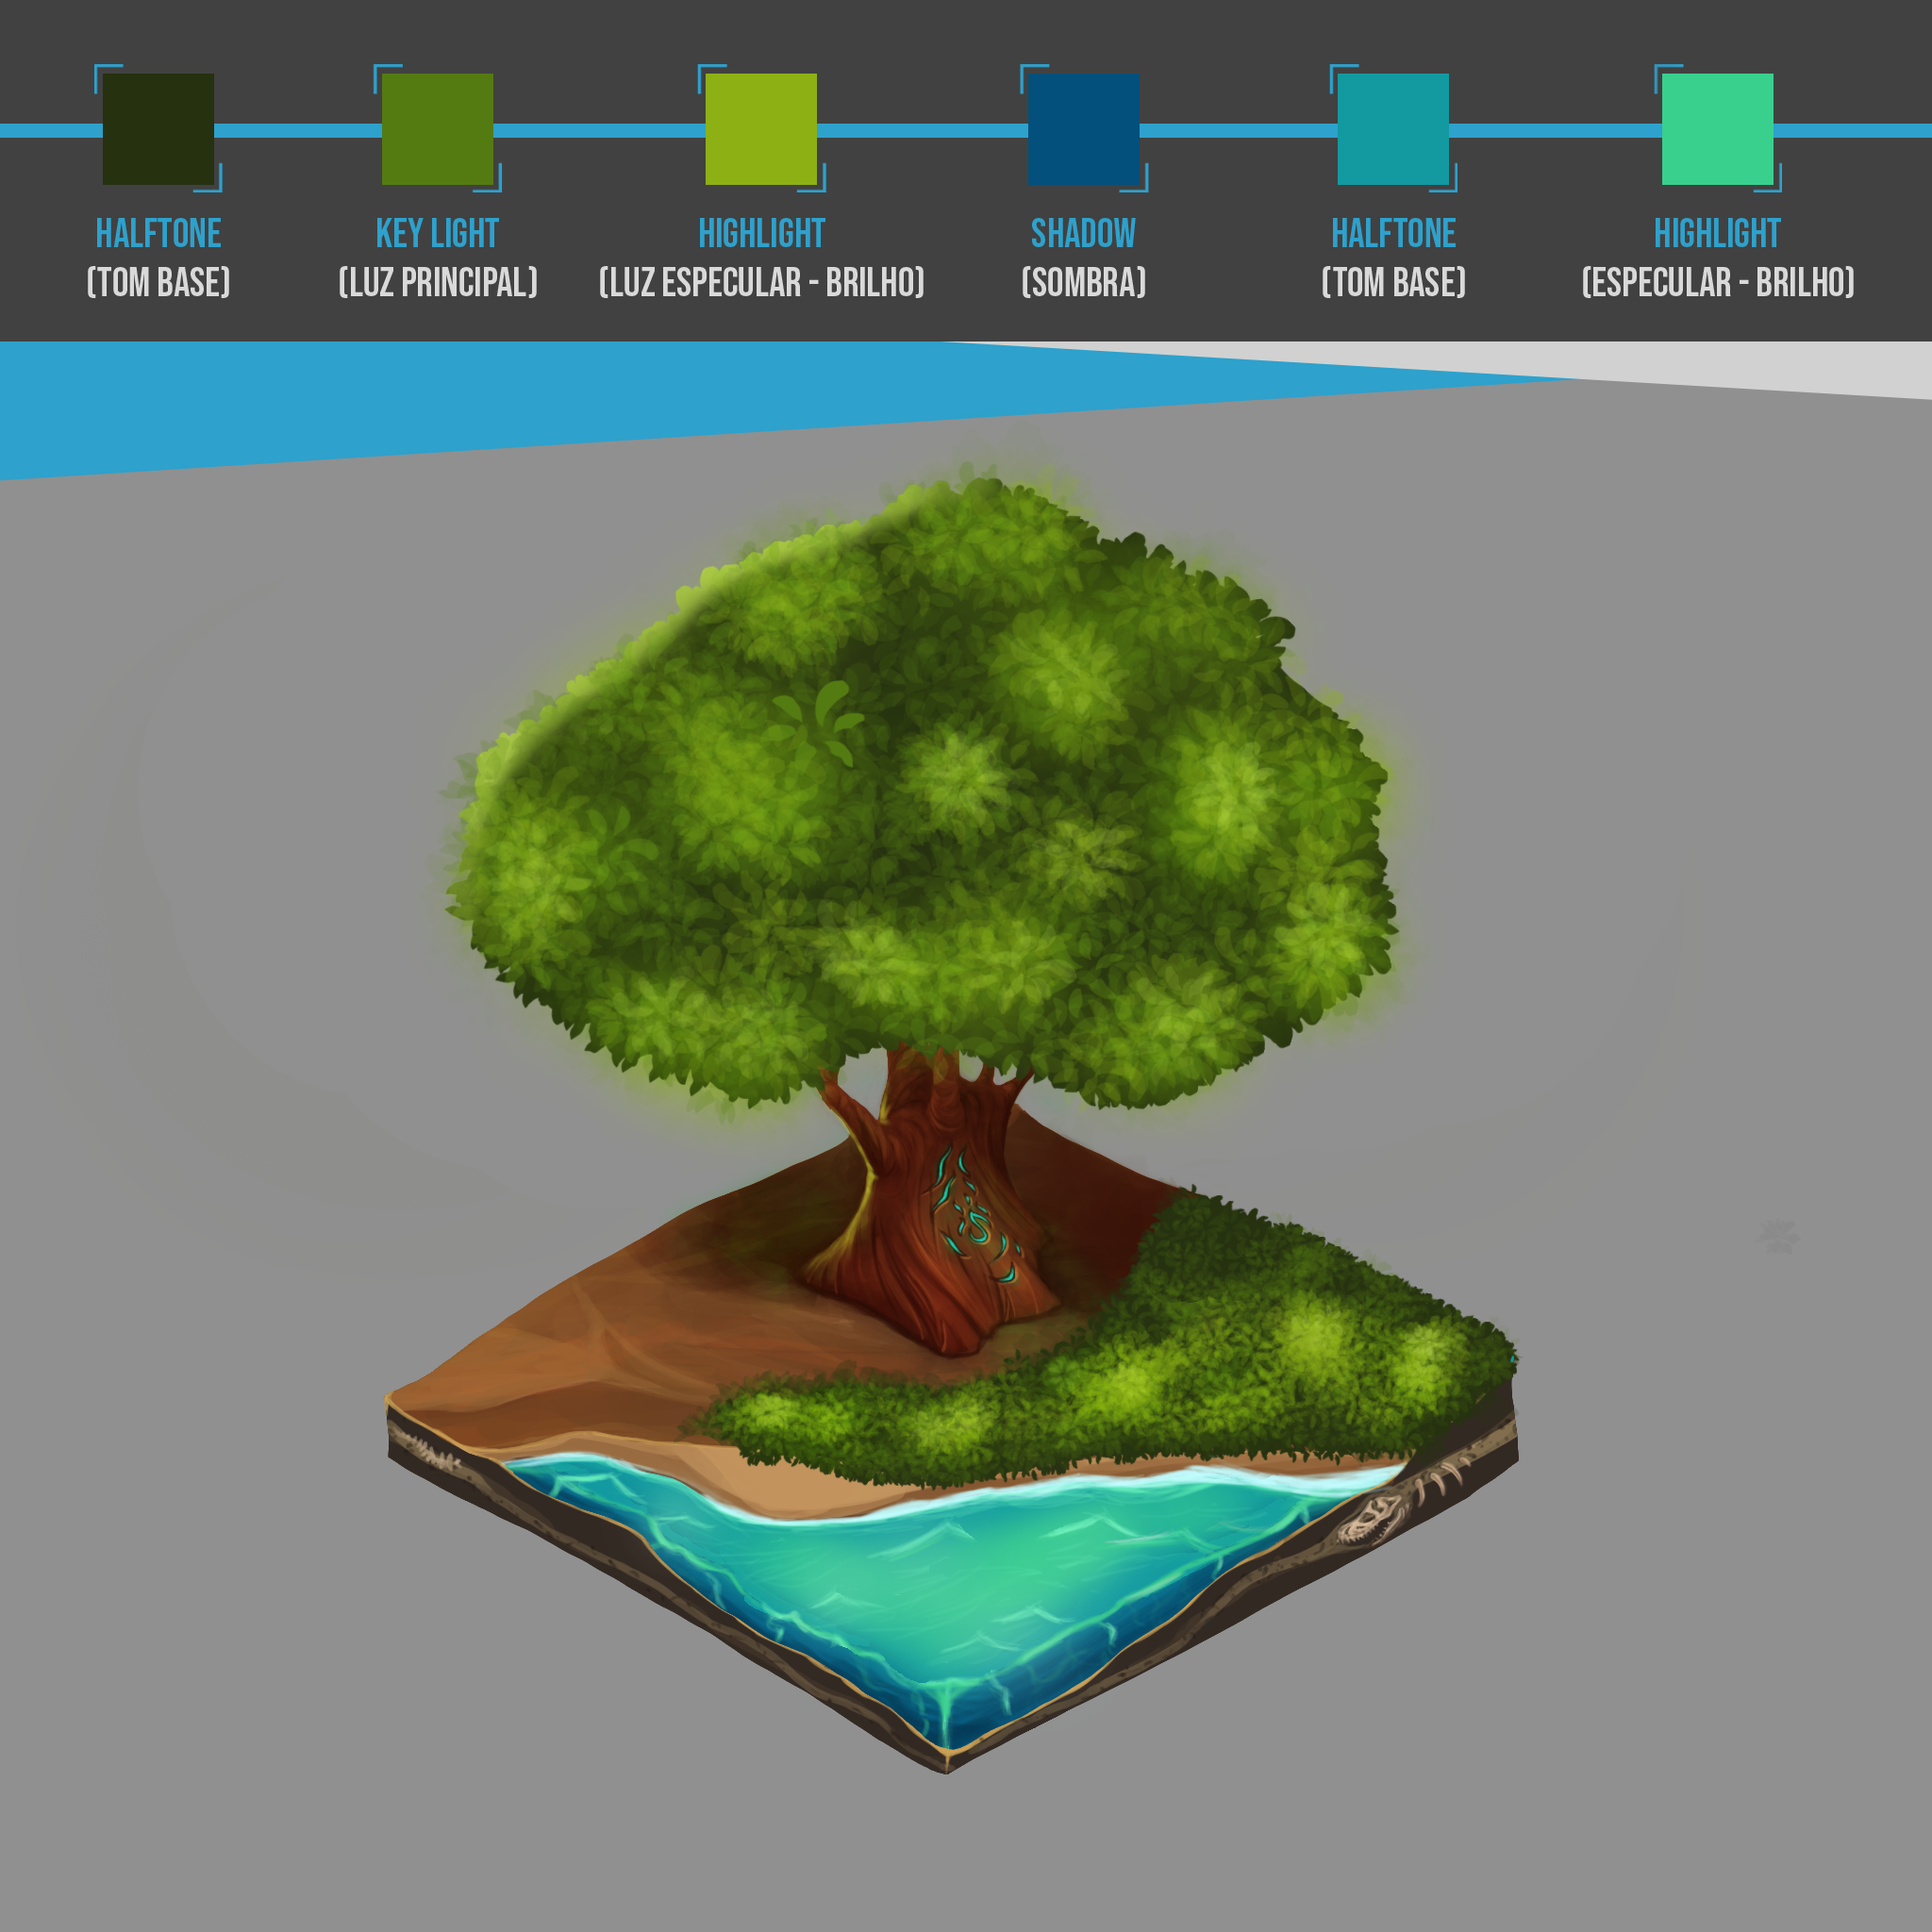 HALFTONE
(TOM BASE)
KEY LIGHT
(LUZ PRINCIPAL)
HIGHLIGHT
(LUZ ESPECULAR - BRILHO)
SHADOW
(SOMBRA)
HALFTONE
(TOM BASE)
HIGHLIGHT
(ESPECULAR - BRILHO)